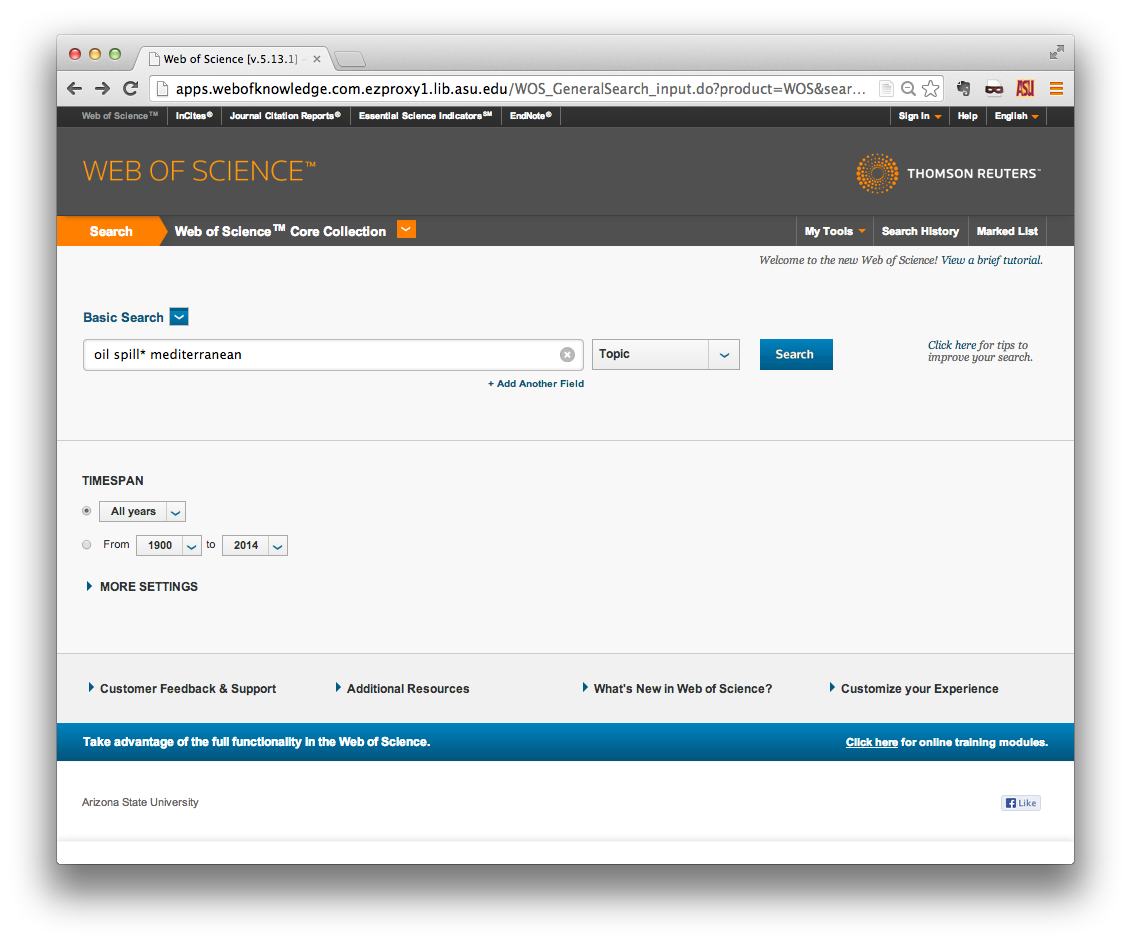 Web of Science [v.5.13.1] -
apps.webofknowledge.com.ezproxy1.lib.asu.edu/WOS_GeneralSearch_input.do?product=WOS&sear... ASU
Web of Science™ InCites® Journal Citation Reports® Essential Science Indicators℠ EndNote® Sign In Help English
WEB OF SCIENCE™
THOMSON REUTERS™
Search Web of Science™ Core Collection My Tools Search History Marked List
Welcome to the new Web of Science! View a brief tutorial.
Basic Search
oil spill* mediterranean Topic Search
Click here for tips to
improve your search.
+ Add Another Field
TIMESPAN
All years
From 1900 to 2014
MORE SETTINGS
Customer Feedback & Support Additional Resources What's New in Web of Science? Customize your Experience
Take advantage of the full functionality in the Web of Science. Click here for online training modules.
Arizona State University
Like